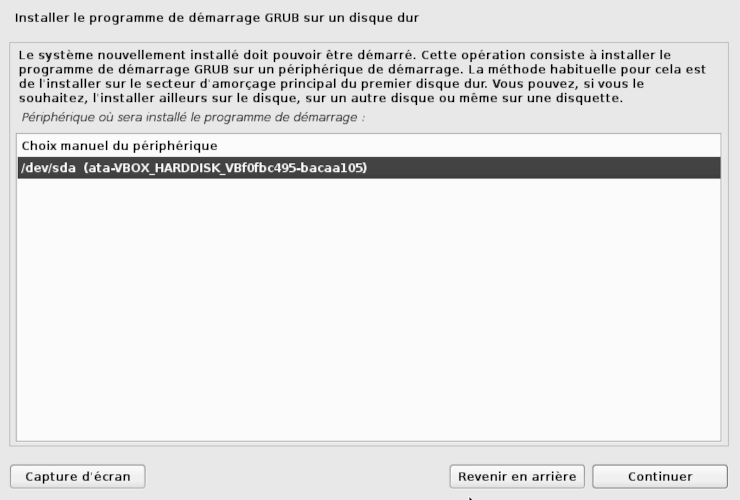 Installer le programme de démarrage GRUB sur un disque dur
Le système nouvellement installé doit pouvoir être démarré. Cette opération consiste à installer le
programme de démarrage GRUB sur un périphérique de démarrage. La méthode habituelle pour cela est
de l'installer sur le secteur d'amorçage principal du premier disque dur. Vous pouvez, si vous le
souhaitez, l'installer ailleurs sur le disque, sur un autre disque ou même sur une disquette.
Périphérique où sera installé le programme de démarrage :
Choix manuel du périphérique
/dev/sda  (ata-VBOX_HARDDISK_VBf0fbc495-bacaa105)
Capture d'écran
Revenir en arrière
Continuer